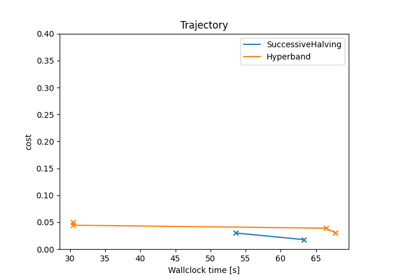 Trajectory
SuccessiveHalving
Hyperband
0.40
0.35
0.30
0.25
0.20
0.15
0.10
0.05
0.00
cost
30 35 40 45 50 55 60 65
Wallclock time [s]